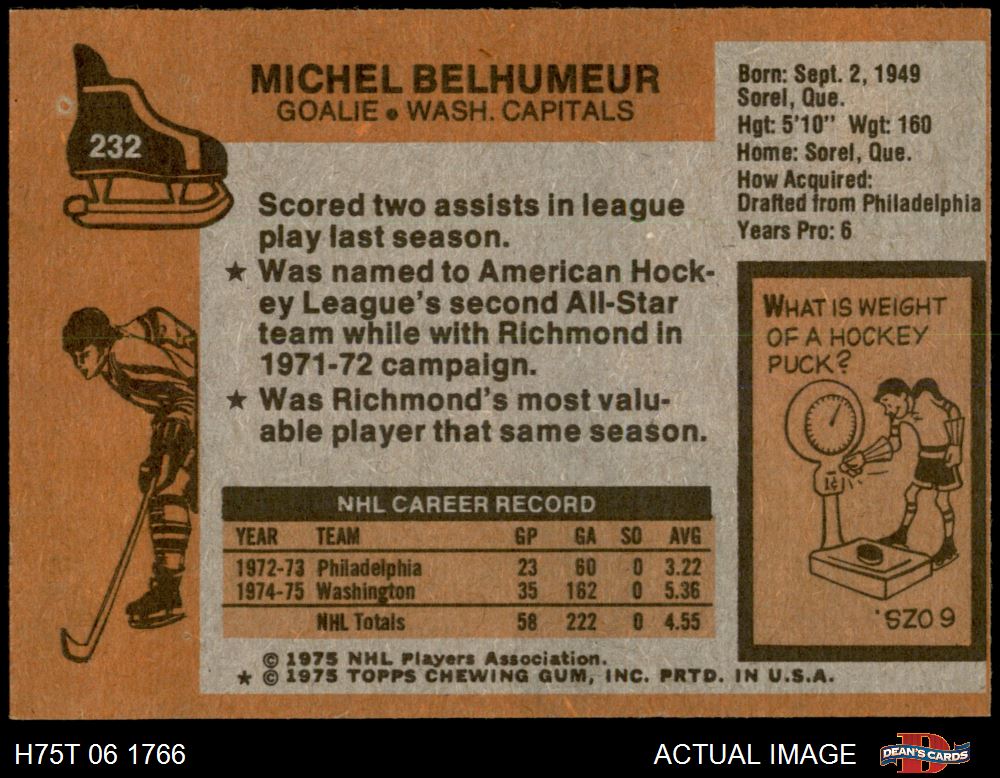 232
MICHEL BELHUMEUR
GOALIE • WASH. CAPITALS
Born: Sept. 2, 1949
Sorel, Que.
Hgt: 5'10" Wgt: 160
Home: Sorel, Que.
How Acquired:
Drafted from Philadelphia
Years Pro: 6
Scored two assists in league
play last season.
★ Was named to American Hock-
ey League's second All-Star
team while with Richmond in
1971-72 campaign.
★ Was Richmond's most valu-
able player that same season.
WHAT IS WEIGHT
OF A HOCKEY
PUCK?
1¢
6 OZS.
NHL CAREER RECORD
YEAR TEAM GP GA SO AVG
1972-73 Philadelphia 23 60 0 3.22
1974-75 Washington 35 162 0 5.36
NHL Totals 58 222 0 4.55
© 1975 NHL Players Association.
★ © 1975 TOPPS CHEWING GUM, INC. PRTD. IN U.S.A.
H75T 06 1766
ACTUAL IMAGE
D
DEAN'S CARDS